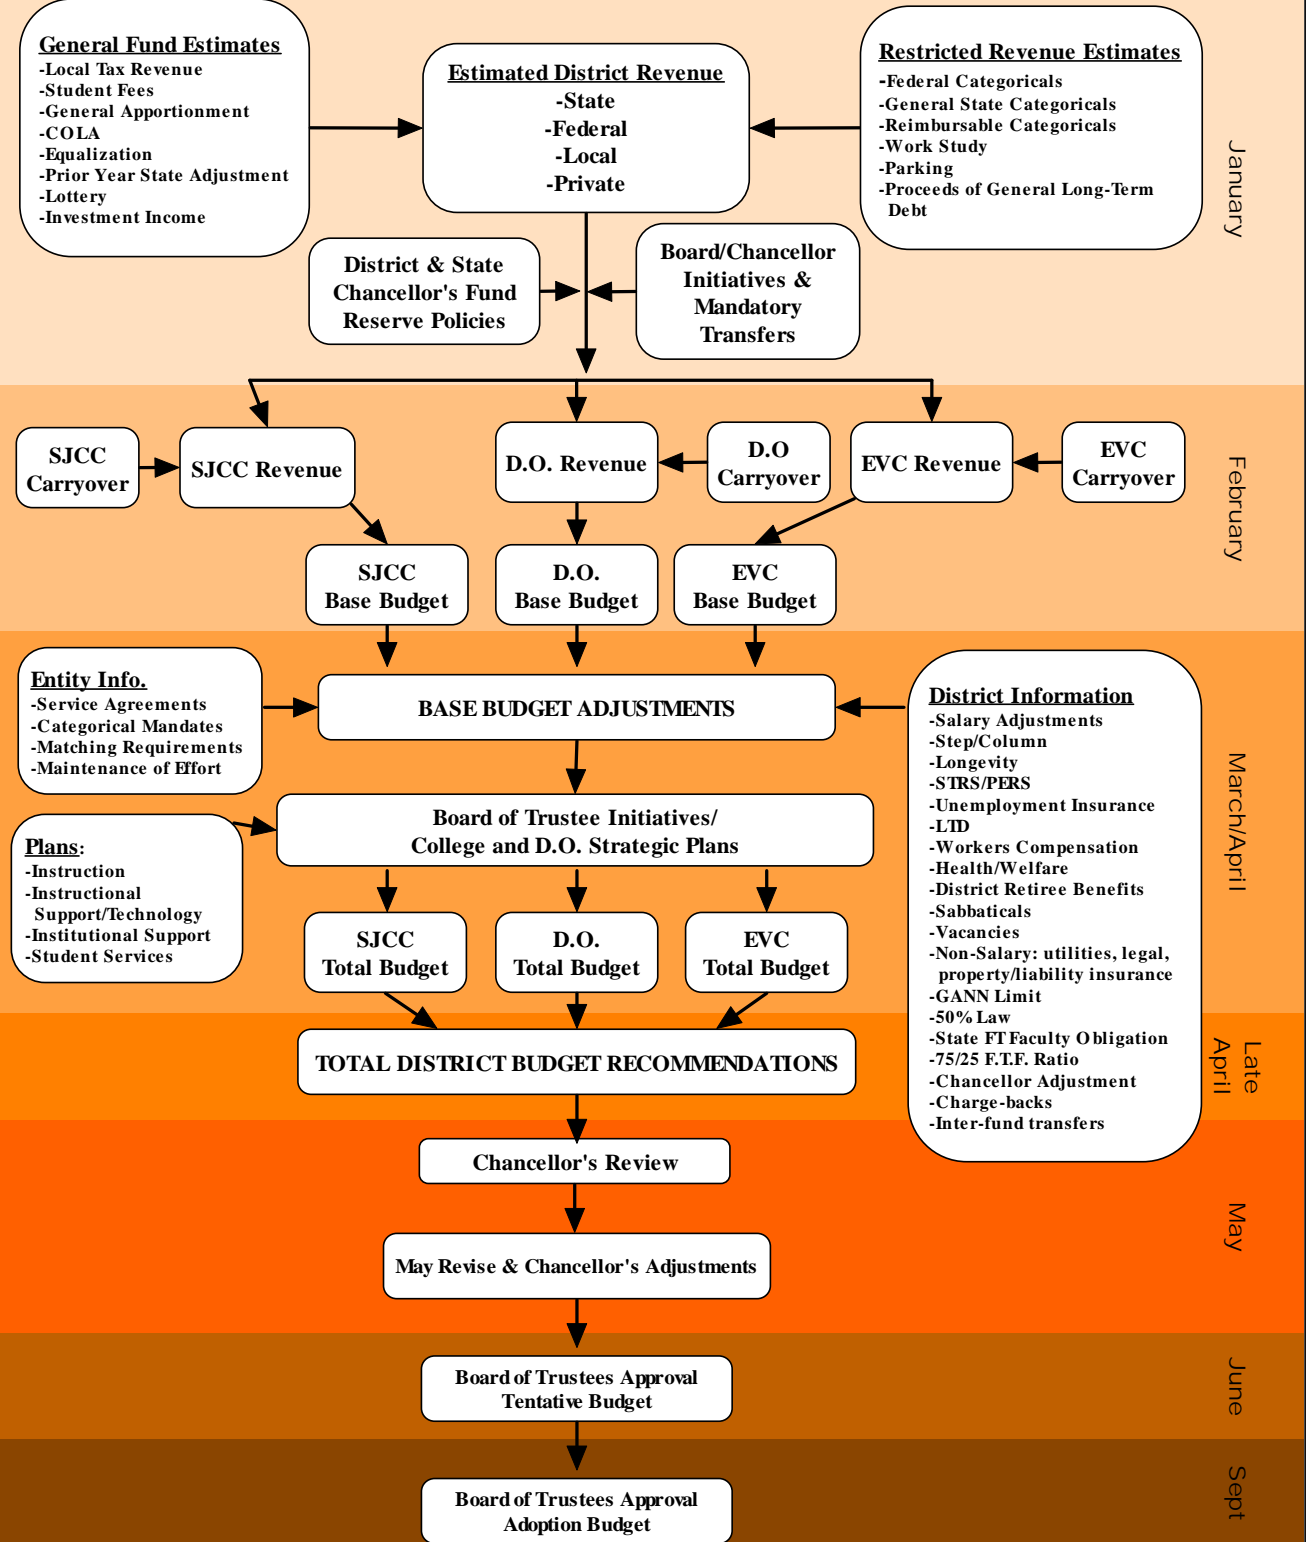 General Fund Estimates
-Local Tax Revenue
-Student Fees
-General Apportionment
-COLA
-Equalization
-Prior Year State Adjustment
-Lottery
-Investment Income
Estimated District Revenue
-State
-Federal
-Local
-Private
Restricted Revenue Estimates
-Federal Categoricals
-General State Categoricals
-Reimbursable Categoricals
-Work Study
-Parking
-Proceeds of General Long-Term
Debt
January
District & State
Chancellor's Fund
Reserve Policies
Board/Chancellor
Initiatives &
Mandatory
Transfers
SJCC
Carryover
SJCC Revenue
D.O. Revenue
D.O
Carryover
EVC Revenue
EVC
Carryover
February
SJCC
Base Budget
D.O.
Base Budget
EVC
Base Budget
Entity Info.
-Service Agreements
-Categorical Mandates
-Matching Requirements
-Maintenance of Effort
BASE BUDGET ADJUSTMENTS
District Information
-Salary Adjustments
-Step/Column
-Longevity
-STRS/PERS
-Unemployment Insurance
-LTD
-Workers Compensation
-Health/Welfare
-District Retiree Benefits
-Sabbaticals
-Vacancies
-Non-Salary: utilities, legal,
property/liability insurance
-GANN Limit
-50% Law
-State FT Faculty Obligation
-75/25 F.T.F. Ratio
-Chancellor Adjustment
-Charge-backs
-Inter-fund transfers
March/April
Board of Trustee Initiatives/
College and D.O. Strategic Plans
Plans:
-Instruction
-Instructional
Support/Technology
-Institutional Support
-Student Services
SJCC
Total Budget
D.O.
Total Budget
EVC
Total Budget
TOTAL DISTRICT BUDGET RECOMMENDATIONS
Late
April
Chancellor's Review
May Revise & Chancellor's Adjustments
May
Board of Trustees Approval
Tentative Budget
June
Board of Trustees Approval
Adoption Budget
Sept